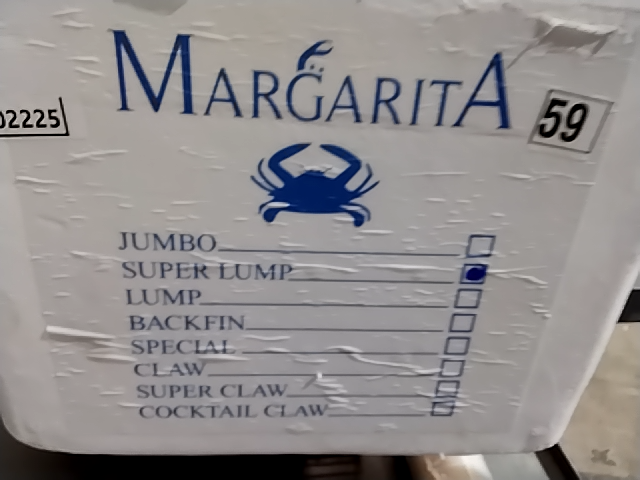 MARGARITA
02225
59
JUMBO
SUPER LUMP
LUMP
BACKFIN
SPECIAL
CLAW
SUPER CLAW
COCKTAIL CLAW